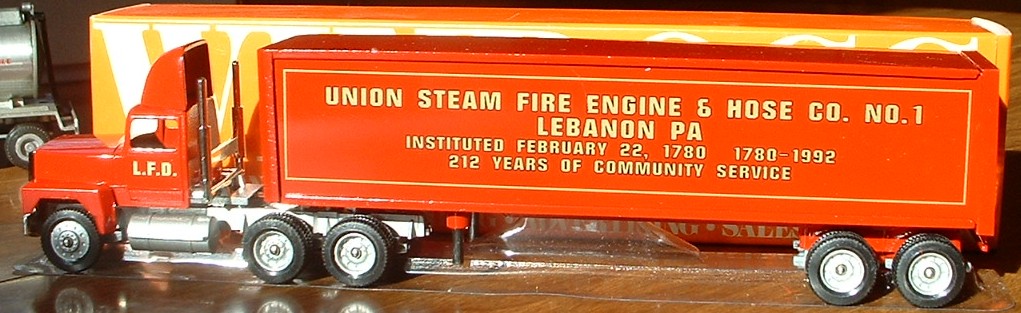 UNION STEAM FIRE ENGINE & HOSE CO. NO.1
LEBANON PA
INSTITUTED FEBRUARY 22, 1780 1780-1992
212 YEARS OF COMMUNITY SERVICE
L.F.D.